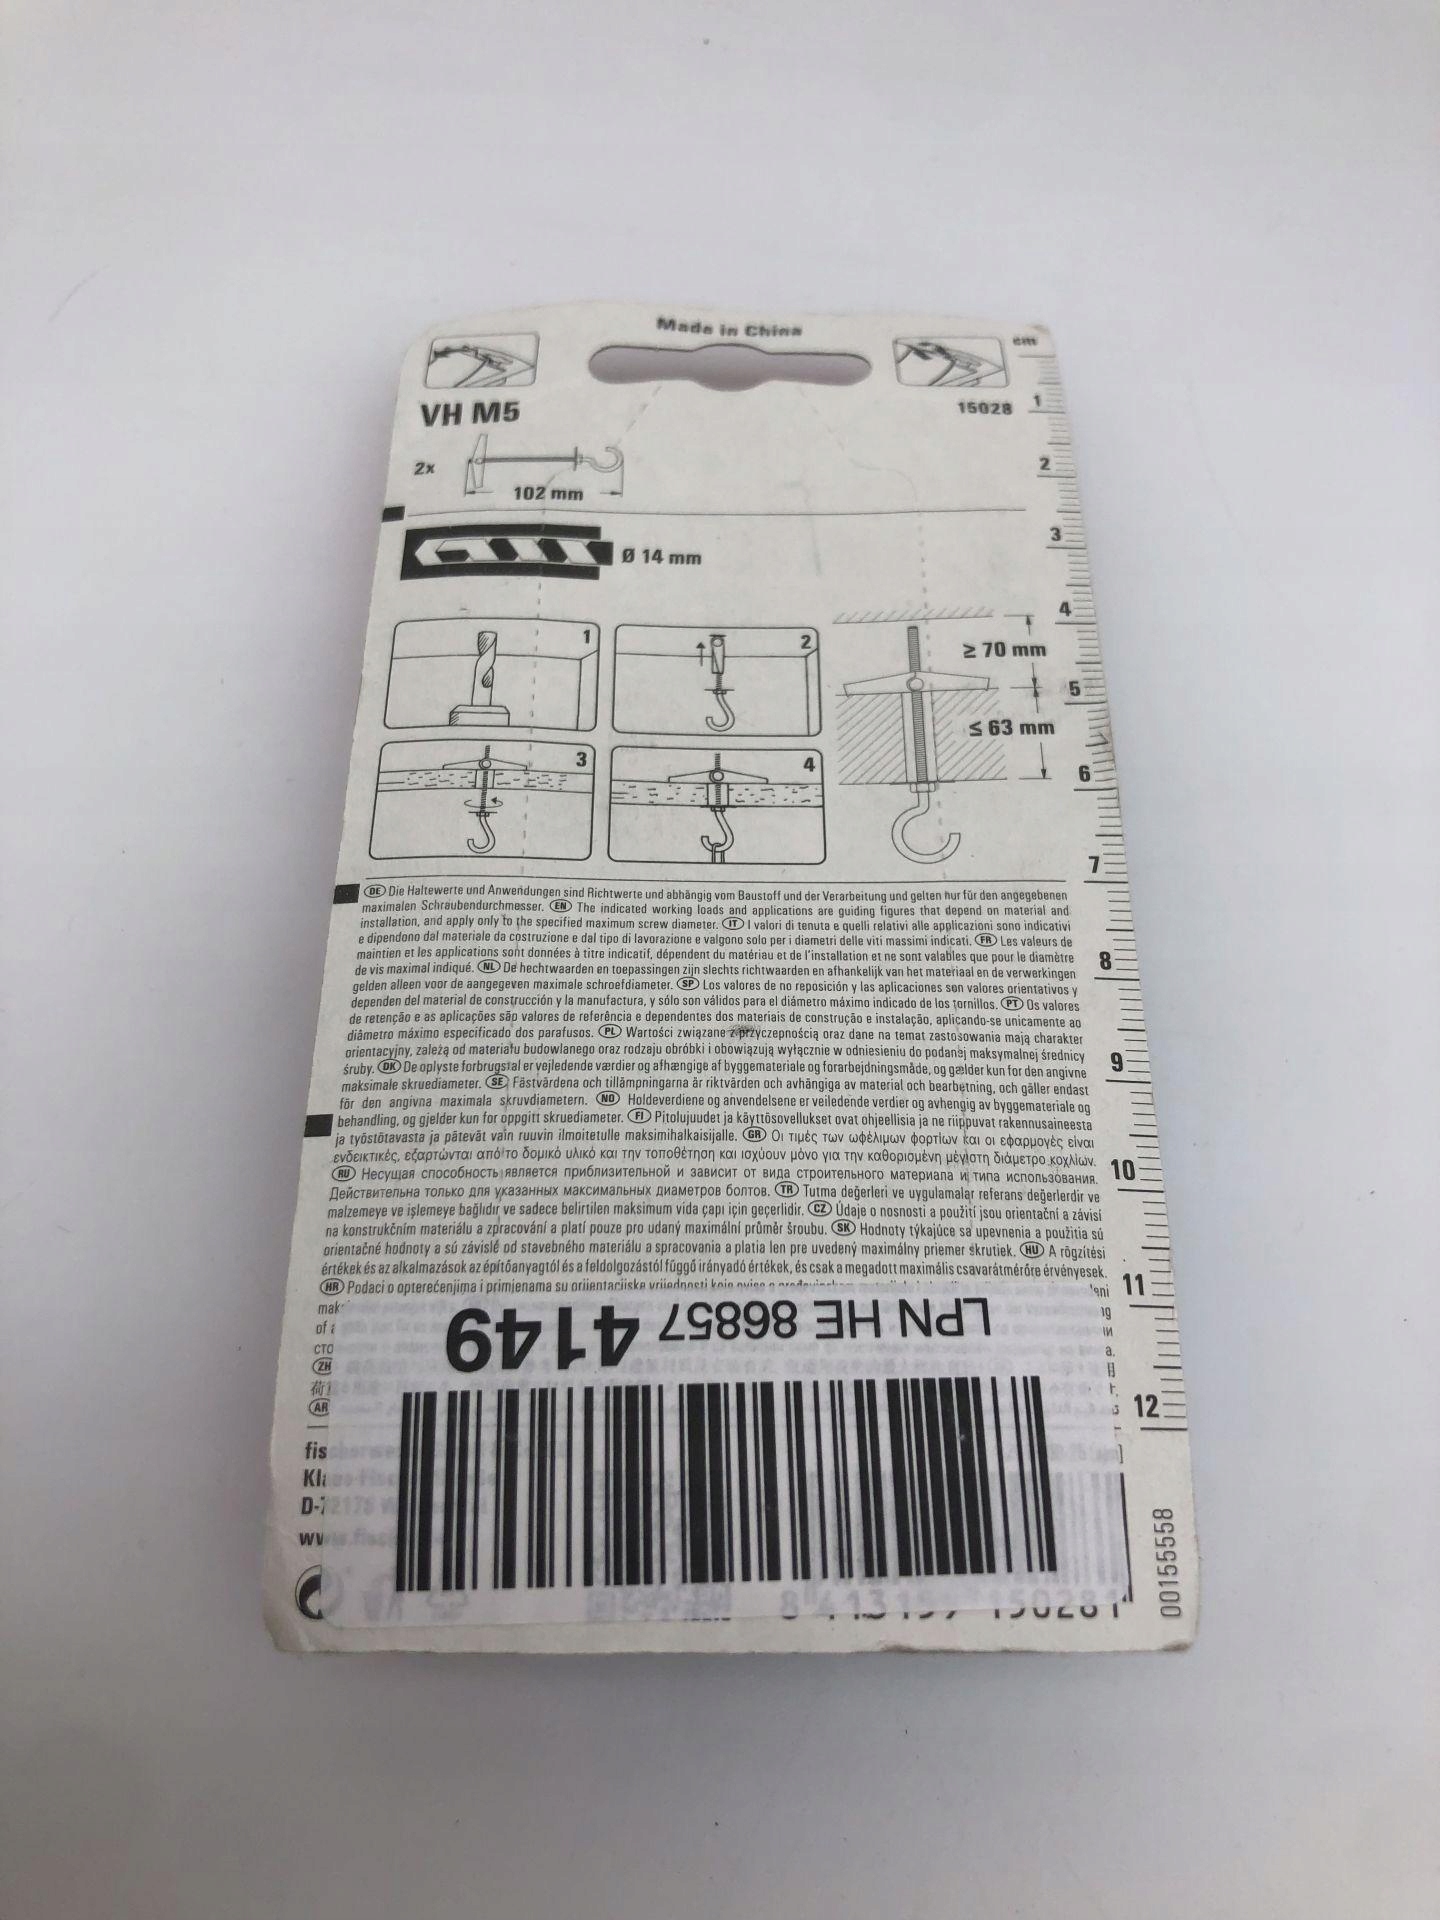 Made in China
cm
VH M5
15028
1
2x
2
102 mm
3
Ø 14 mm
4
1
2
≥ 70 mm
5
≤ 63 mm
3
4
6
7
DE Die Haltewerte und Anwendungen sind Richtwerte und abhängig vom Baustoff und der Verarbeitung und gelten nur für den angegebenen
maximalen Schraubendurchmesser. EN The indicated working loads and applications are guiding figures that depend on material and
installation, and apply only to the specified maximum screw diameter. IT I valori di tenuta e quelli relativi alle applicazioni sono indicativi
e dipendono dal materiale da costruzione e dal tipo di lavorazione e valgono solo per i diametri delle viti massimi indicati. FR Les valeurs de
maintien et les applications sont données à titre indicatif, dépendent du matériau et de l'installation et ne sont valables que pour le diamètre
de vis maximal indiqué. NL De hechtwaarden en toepassingen zijn slechts richtwaarden en afhankelijk van het materiaal en de verwerkingen
8
gelden alleen voor de aangegeven maximale schroefdiameter. SP Los valores de no reposición y las aplicaciones son valores orientativos y
dependen del material de construcción y la manufactura, y sólo son válidos para el diámetro máximo indicado de los tornillos. PT Os valores
de retenção e as aplicações são valores de referência e dependentes dos materiais de construção e instalação, aplicando-se unicamente ao
diâmetro máximo especificado dos parafusos. PL Wartości związane z przyczepnością oraz dane na temat zastosowania mają charakter
orientacyjny, zależą od materiału budowlanego oraz rodzaju obróbki i obowiązują wyłącznie w odniesieniu do podanej maksymalnej średnicy
śruby. DK De oplyste forbrugstal er vejledende værdier og afhængige af byggemateriale og forarbejdningsmåde, og gælder kun for den angivne
9
maksimale skruediameter. SE Fästvärdena och tillämpningarna är riktvärden och avhängiga av material och bearbetning, och gäller endast
för den angivna maximala skruvdiametern. NO Holdeverdiene og anvendelsene er veiledende verdier og avhengig av byggemateriale og
behandling, og gjelder kun for oppgitt skruediameter. FI Pitolujuudet ja käyttösovellukset ovat ohjeellisia ja ne riippuvat rakennusaineesta
ja työstötavasta ja pätevät vain ruuvin ilmoitetulle maksimihalkaisijalle. GR Οι τιμές των ωφέλιμων φορτίων και οι εφαρμογές είναι
ενδεικτικές, εξαρτώνται από το δομικό υλικό και την τοποθέτηση και ισχύουν μόνο για την καθορισμένη μέγιστη διάμετρο κοχλίων.
RU Несущая способность является приблизительной и зависит от вида строительного материала и типа использования.
10
Действительна только для указанных максимальных диаметров болтов. TR Tutma değerleri ve uygulamalar referans değerlerdir ve
malzemeye ve işlemeye bağlıdır ve sadece belirtilen maksimum vida çapı için geçerlidir. CZ Údaje o nosnosti a použití jsou orientační a závisí
na konstrukčním materiálu a zpracování a platí pouze pro udaný maximální průměr šroubu. SK Hodnoty týkajúce sa upevnenia a použitia sú
orientačné hodnoty a sú závislé od stavebného materiálu a spracovania a platia len pre uvedený maximálny priemer skrutiek. HU A rögzítési
értékek és az alkalmazások az építőanyagtól és a feldolgozástól függő irányadó értékek, és csak a megadott maximális csavarátmérőre érvényesek.
HR Podaci o opterećenjima i primjenama su orijentacijske vrijednosti koje
11
LPN HE 86857 4149
of
сто
ZH
荷
AR
12
fis
D-
8 413159 150281
00155558